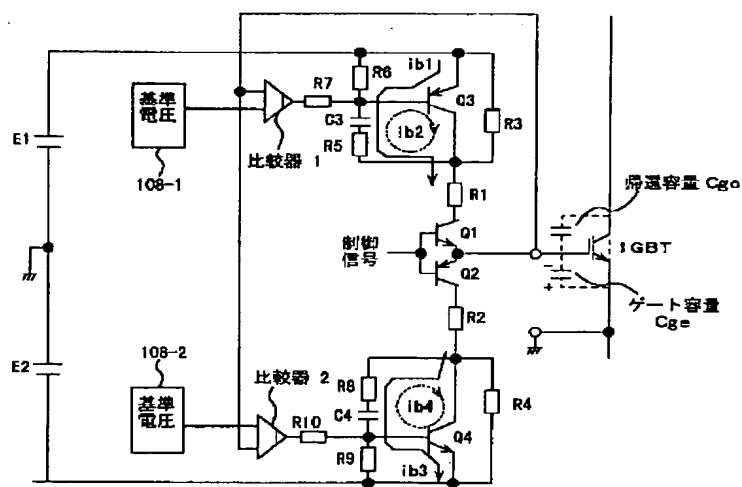 E1
基準
電圧
108-1
比較器 1
R7
R6
C3
R5
ib1
ib2
Q3
R3
R1
制御
信号
Q1
Q2
R2
帰還容量 Cgc
IGBT
ゲート容量
Cge
-
+
E2
108-2
基準
電圧
比較器 2
R10
R8
C4
R9
ib4
ib3
Q4
R4